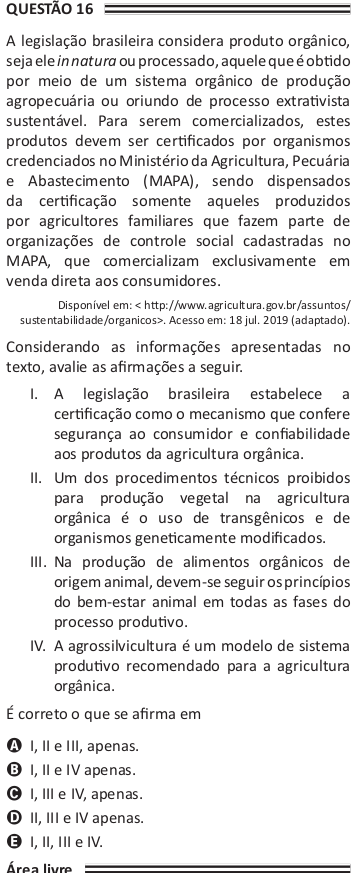 QUESTÃO 16
A legislação brasileira considera produto orgânico,
seja ele in natura ou processado, aquele que é obtido
por meio de um sistema orgânico de produção
agropecuária ou oriundo de processo extrativista
sustentável. Para serem comercializados, estes
produtos devem ser certificados por organismos
credenciados no Ministério da Agricultura, Pecuária
e Abastecimento (MAPA), sendo dispensados
da certificação somente aqueles produzidos
por agricultores familiares que fazem parte de
organizações de controle social cadastradas no
MAPA, que comercializam exclusivamente em
venda direta aos consumidores.
Disponível em: < http://www.agricultura.gov.br/assuntos/
sustentabilidade/organicos>. Acesso em: 18 jul. 2019 (adaptado).
Considerando as informações apresentadas no
texto, avalie as afirmações a seguir.
I. A legislação brasileira estabelece a
certificação como o mecanismo que confere
segurança ao consumidor e confiabilidade
aos produtos da agricultura orgânica.
II. Um dos procedimentos técnicos proibidos
para produção vegetal na agricultura
orgânica é o uso de transgênicos e de
organismos geneticamente modificados.
III. Na produção de alimentos orgânicos de
origem animal, devem-se seguir os princípios
do bem-estar animal em todas as fases do
processo produtivo.
IV. A agrossilvicultura é um modelo de sistema
produtivo recomendado para a agricultura
orgânica.
É correto o que se afirma em
A I, II e III, apenas.
B I, II e IV apenas.
C I, III e IV, apenas.
D II, III e IV apenas.
E I, II, III e IV.
Área livre